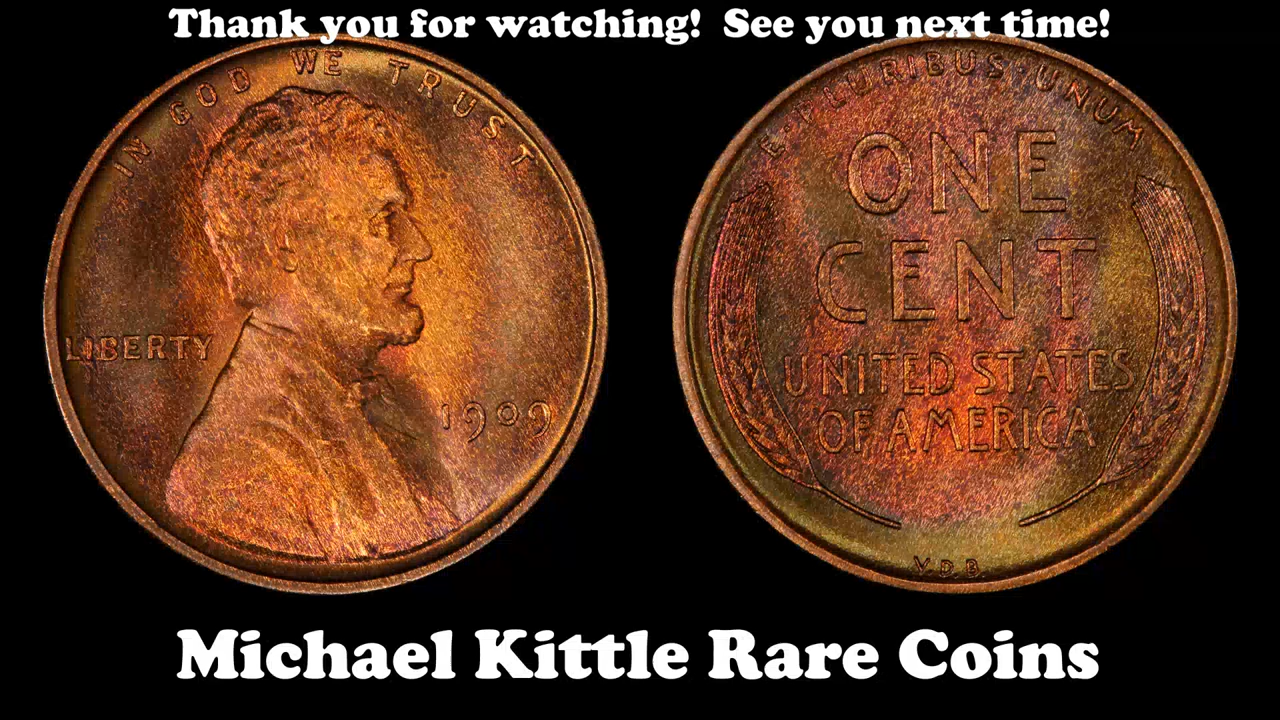 Thank you for watching! See you next time!
IN GOD WE TRUST
LIBERTY
1909
E·PLURIBUS·UNUM
ONE
CENT
UNITED STATES
OF AMERICA
V.D.B.
Michael Kittle Rare Coins